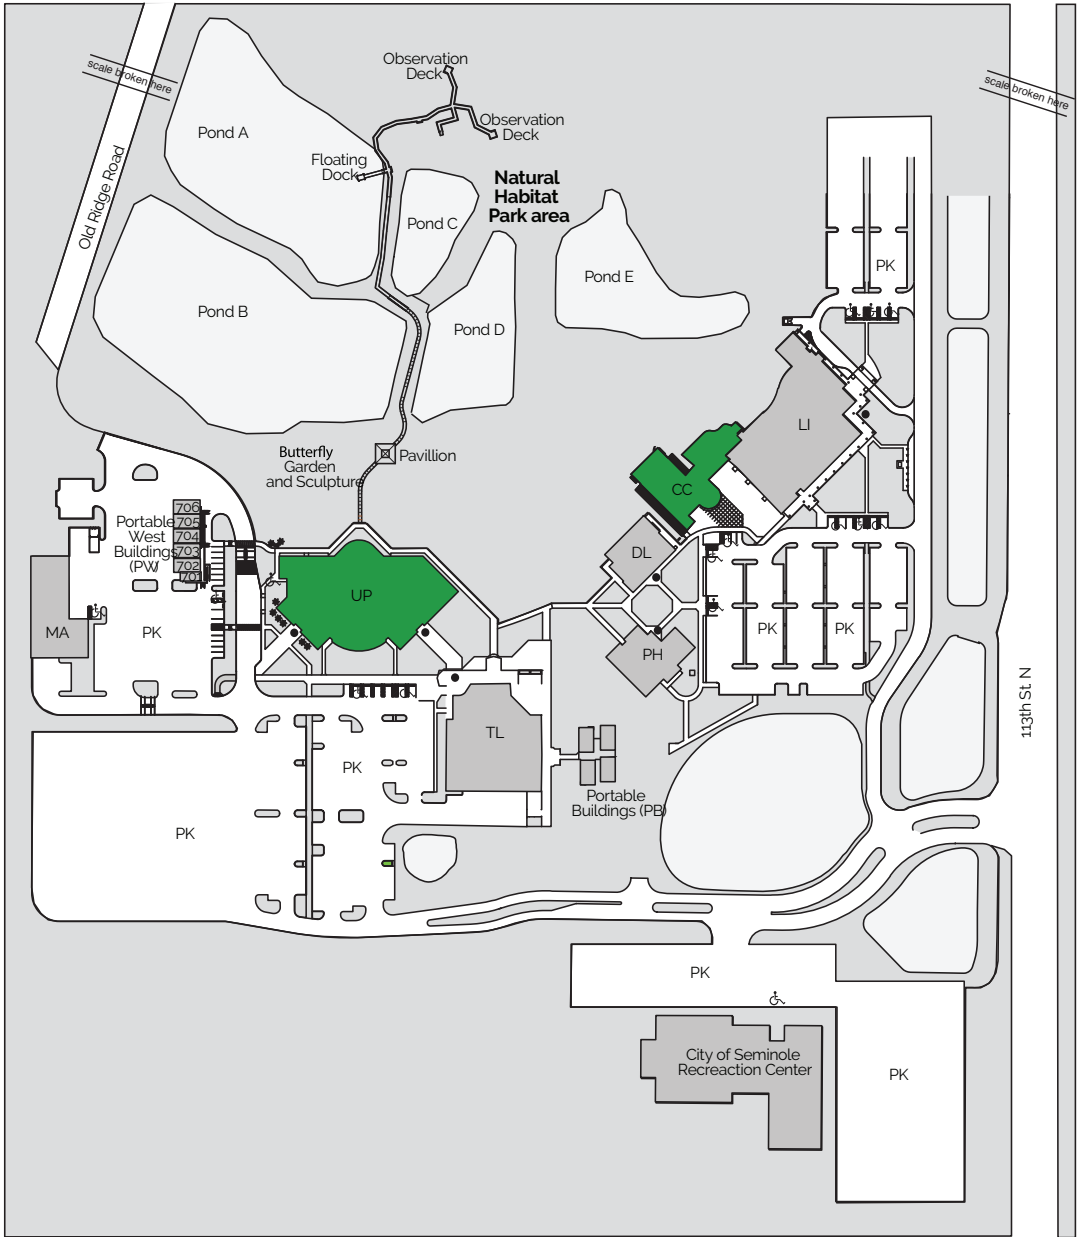 Observation
Deck
scale broken here
scale broken here
Observation
Deck
Pond A
Floating
Dock
Natural
Habitat
Park area
Old Ridge Road
Pond C
PK
Pond E
Pond B
Pond D
LI
Butterfly
Garden
and Sculpture
Pavillion
CC
706
705
704
703
702
701
Portable
West
Buildings
(PW)
DL
UP
MA
PK
PK
PK
PH
113th St N
TL
PK
Portable
Buildings (PB)
PK
PK
City of Seminole
Recreaction Center
PK